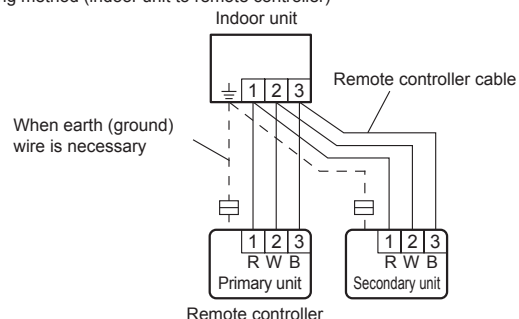 ng method (indoor unit to remote controller)
Indoor unit
1 2 3
Remote controller cable
When earth (ground)
wire is necessary
1 2 3
R W B
Primary unit
1 2 3
R W B
Secondary unit
Remote controller